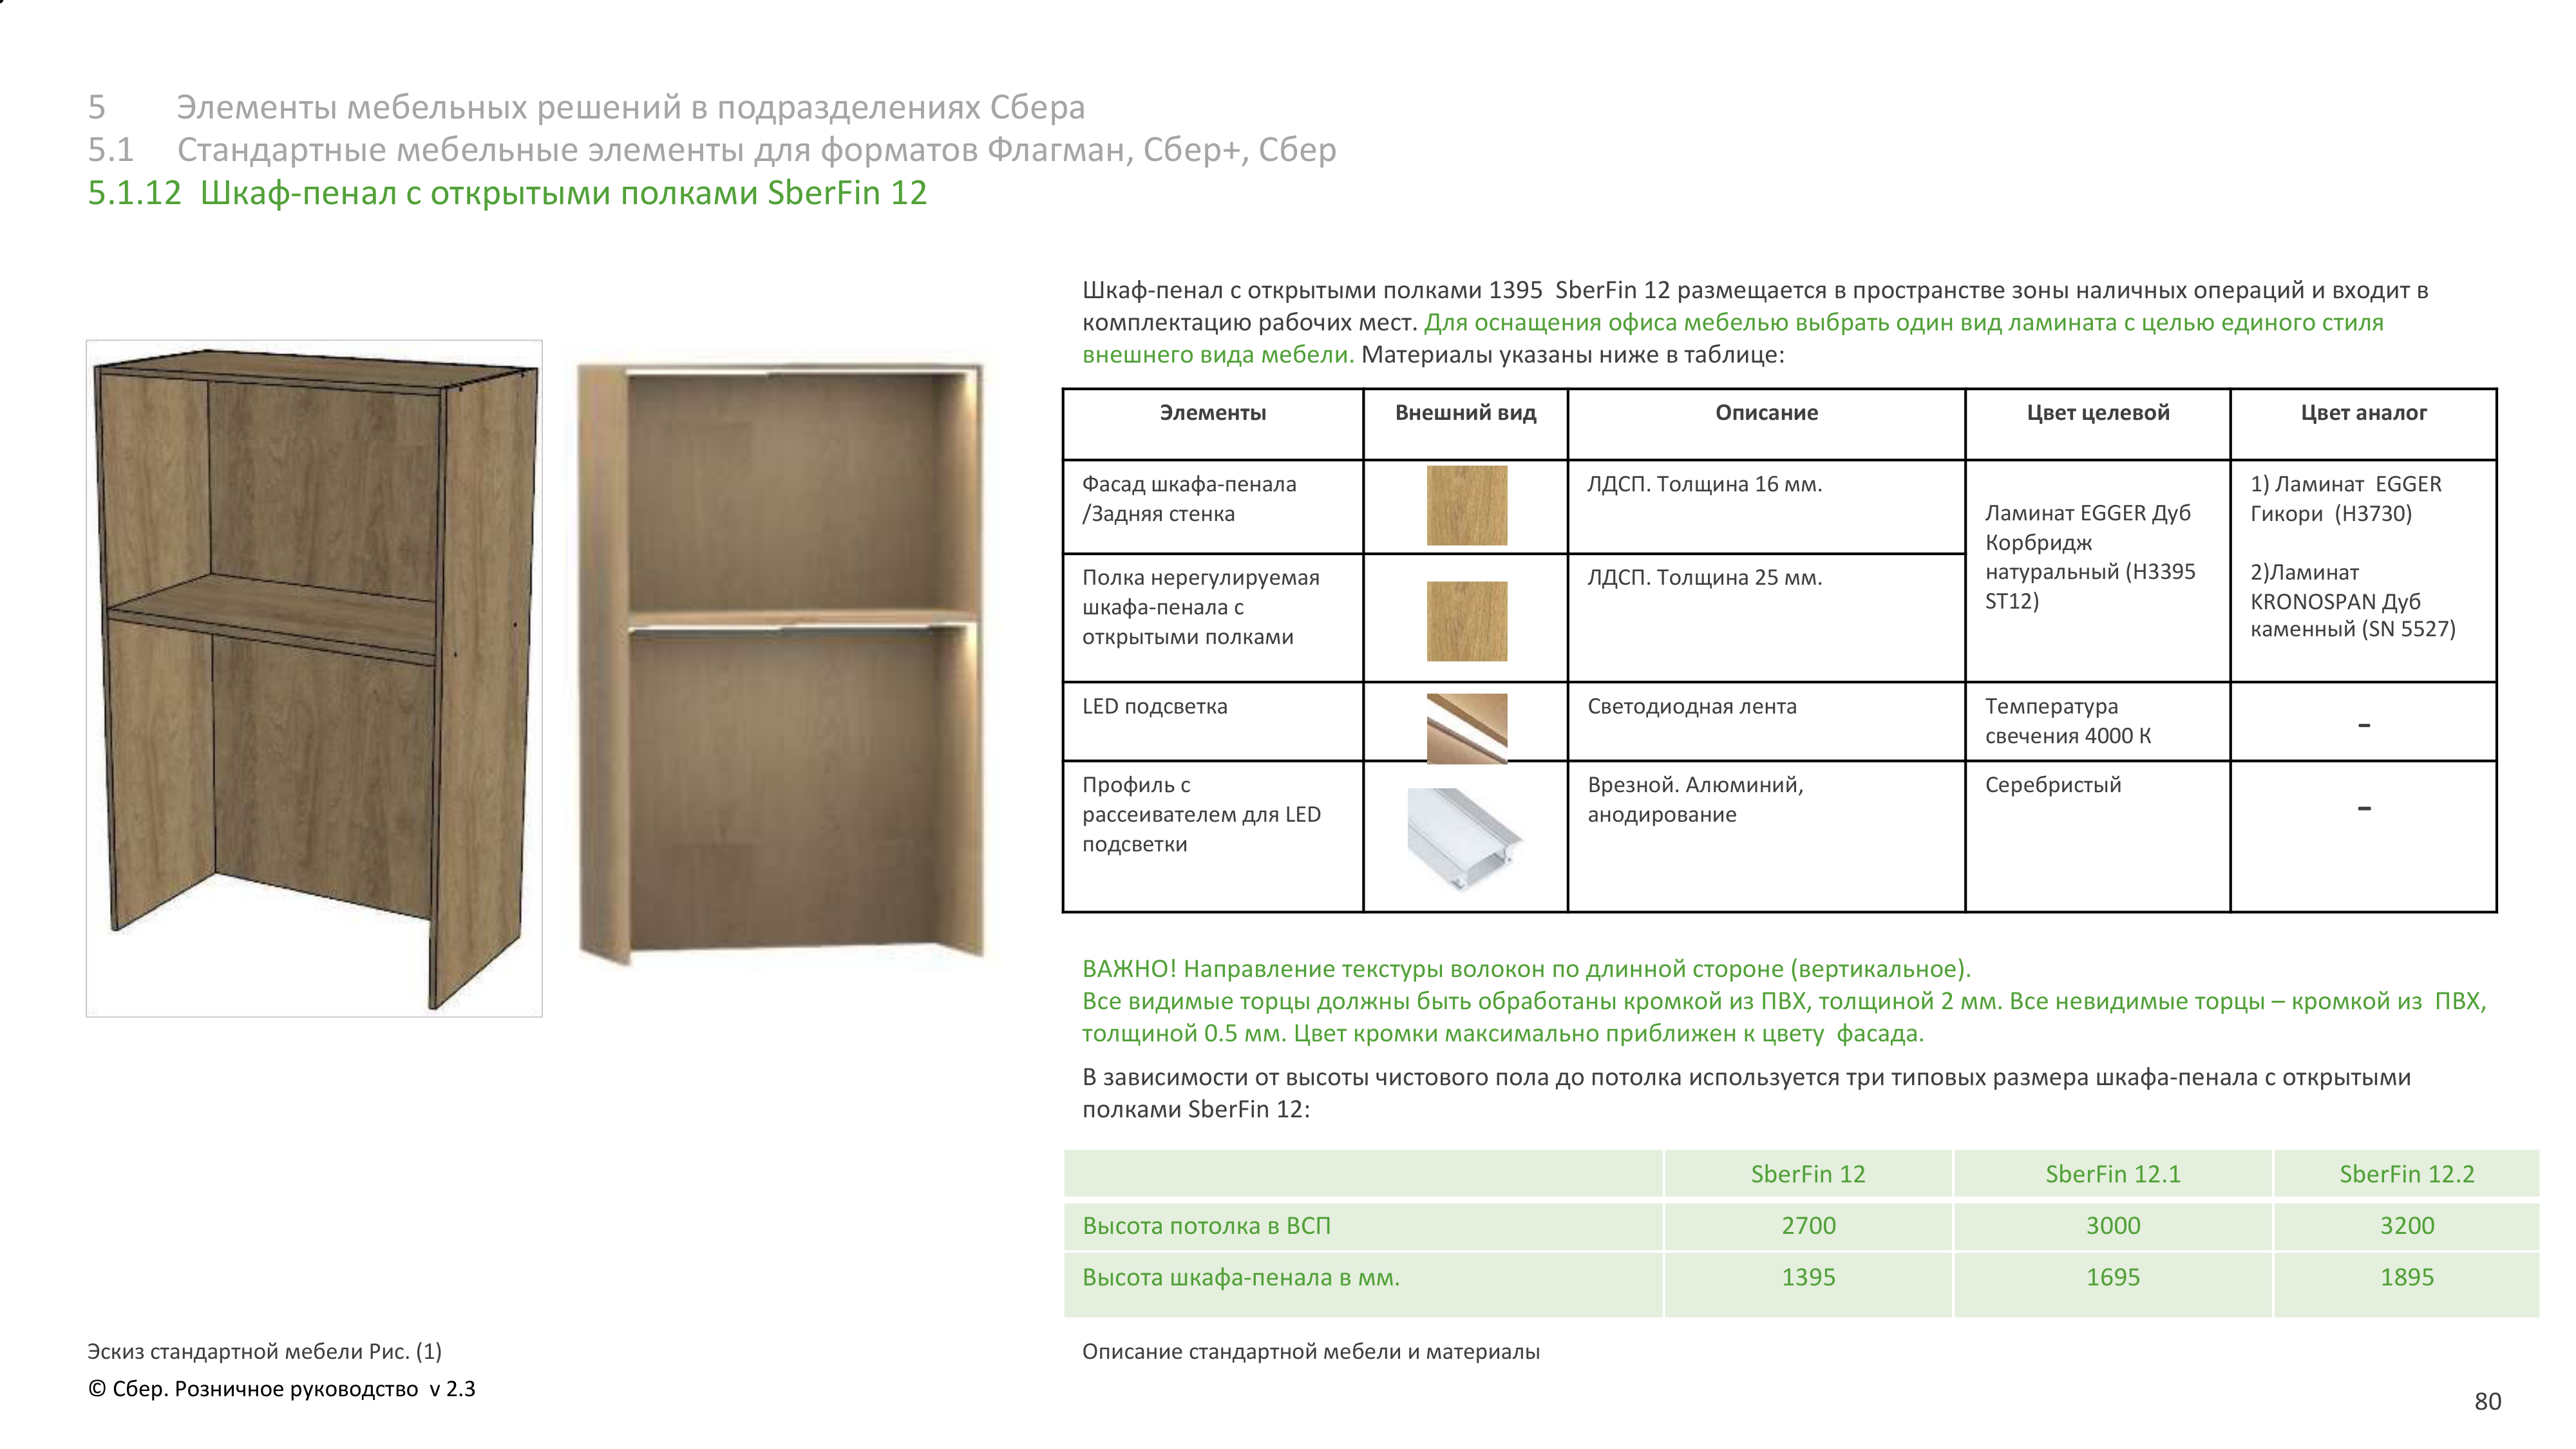 5 Элементы мебельных решений в подразделениях Сбера
5.1 Стандартные мебельные элементы для форматов Флагман, Сбер+, Сбер
5.1.12 Шкаф-пенал с открытыми полками SberFin 12
Шкаф-пенал с открытыми полками 1395 SberFin 12 размещается в пространстве зоны наличных операций и входит в
комплектацию рабочих мест. Для оснащения офиса мебелью выбрать один вид ламината с целью единого стиля
внешнего вида мебели. Материалы указаны ниже в таблице:
Элементы Внешний вид Описание Цвет целевой Цвет аналог
Фасад шкафа-пенала
/Задняя стенка
ЛДСП. Толщина 16 мм.
Ламинат EGGER Дуб
Корбридж
натуральный (H3395
ST12)
1) Ламинат EGGER
Гикори (H3730)
2)Ламинат
KRONOSPAN Дуб
каменный (SN 5527)
Полка нерегулируемая
шкафа-пенала с
открытыми полками
ЛДСП. Толщина 25 мм.
LED подсветка
Светодиодная лента
Температура
свечения 4000 К
–
Профиль с
рассеивателем для LED
подсветки
Врезной. Алюминий,
анодирование
Серебристый
–
ВАЖНО! Направление текстуры волокон по длинной стороне (вертикальное).
Все видимые торцы должны быть обработаны кромкой из ПВХ, толщиной 2 мм. Все невидимые торцы – кромкой из ПВХ,
толщиной 0.5 мм. Цвет кромки максимально приближен к цвету фасада.
В зависимости от высоты чистового пола до потолка используется три типовых размера шкафа-пенала с открытыми
полками SberFin 12:
SberFin 12 SberFin 12.1 SberFin 12.2
Высота потолка в ВСП 2700 3000 3200
Высота шкафа-пенала в мм. 1395 1695 1895
Эскиз стандартной мебели Рис. (1)
Описание стандартной мебели и материалы
© Сбер. Розничное руководство v 2.3
80